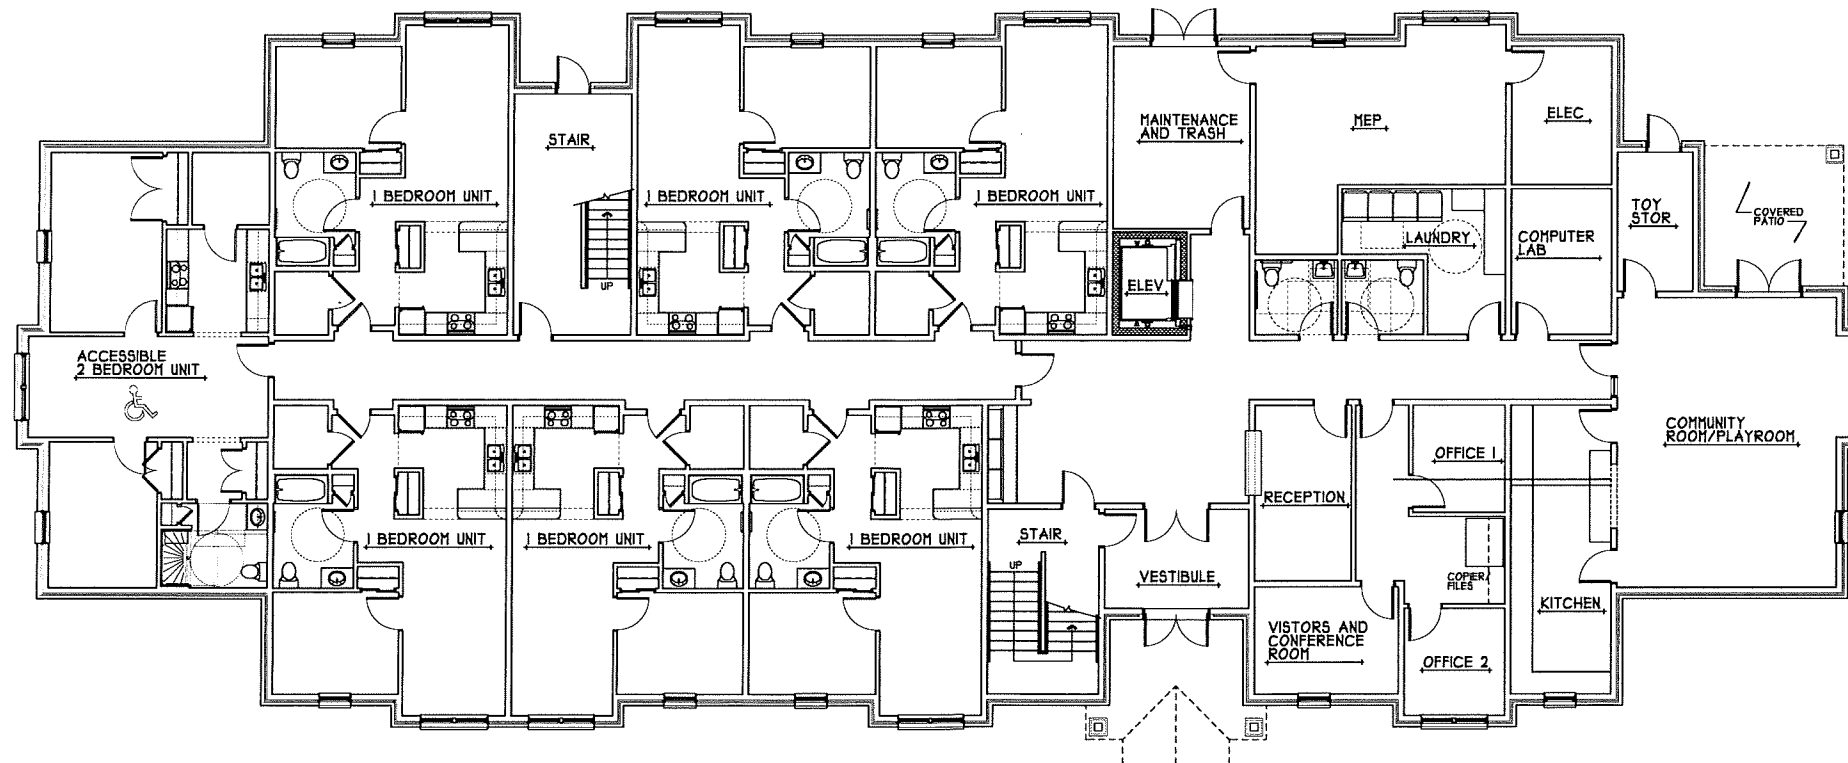 STAIR
MAINTENANCE
AND TRASH
MEP
ELEC
1 BEDROOM UNIT
1 BEDROOM UNIT
1 BEDROOM UNIT
TOY
STOR
COVERED
PATIO
LAUNDRY
COMPUTER
LAB
UP
ELEV
ACCESSIBLE
2 BEDROOM UNIT
COMMUNITY
ROOM/PLAYROOM
OFFICE 1
RECEPTION
1 BEDROOM UNIT
1 BEDROOM UNIT
1 BEDROOM UNIT
STAIR
UP
VESTIBULE
COPIER/
FILES
KITCHEN
VISTORS AND
CONFERENCE
ROOM
OFFICE 2